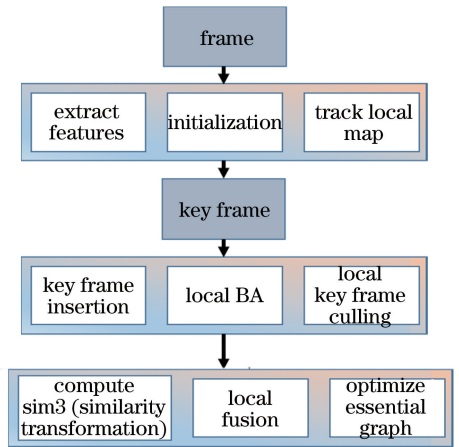 frame
extract
features
initialization
track local
map
key frame
key frame
insertion
local BA
local
key frame
culling
compute
sim3 (similarity
transformation)
local
fusion
optimize
essential
graph